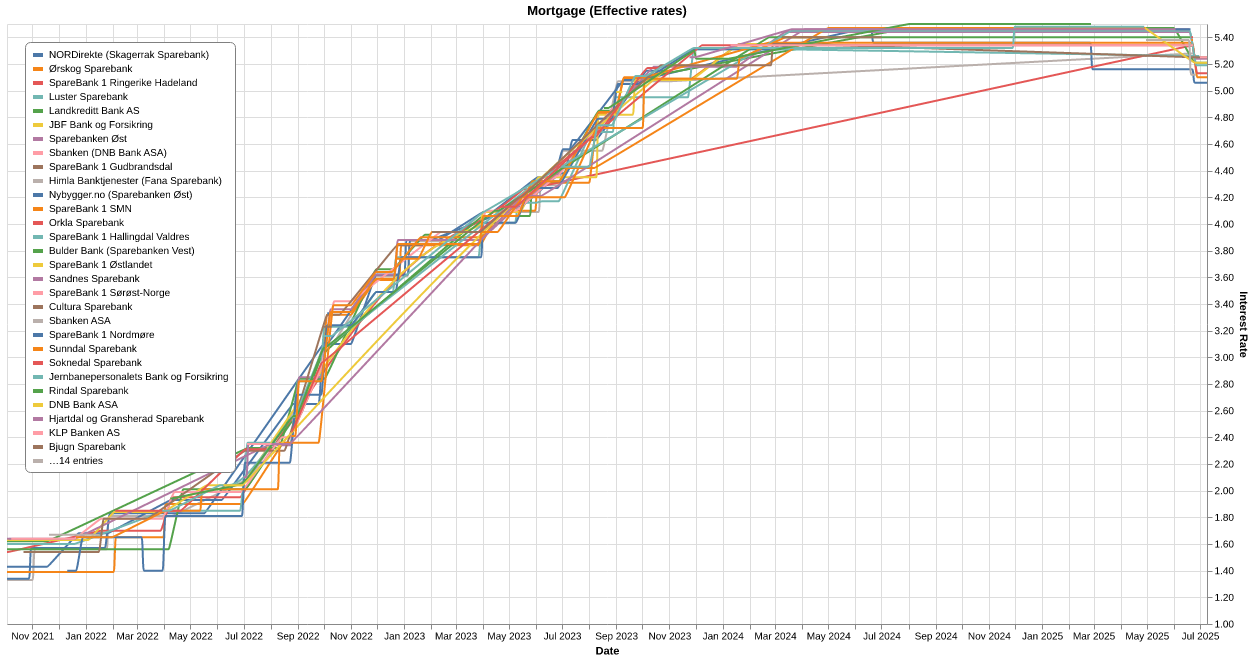 Mortgage (Effective rates)
NORDirekte (Skagerrak Sparebank)
Ørskog Sparebank
SpareBank 1 Ringerike Hadeland
Luster Sparebank
Landkreditt Bank AS
JBF Bank og Forsikring
Sparebanken Øst
Sbanken (DNB Bank ASA)
SpareBank 1 Gudbrandsdal
Himla Banktjenester (Fana Sparebank)
Nybygger.no (Sparebanken Øst)
SpareBank 1 SMN
Orkla Sparebank
SpareBank 1 Hallingdal Valdres
Bulder Bank (Sparebanken Vest)
SpareBank 1 Østlandet
Sandnes Sparebank
SpareBank 1 Sørøst-Norge
Cultura Sparebank
Sbanken ASA
SpareBank 1 Nordmøre
Sunndal Sparebank
Soknedal Sparebank
Jernbanepersonalets Bank og Forsikring
Rindal Sparebank
DNB Bank ASA
Hjartdal og Gransherad Sparebank
KLP Banken AS
Bjugn Sparebank
…14 entries
5.40
5.20
5.00
4.80
4.60
4.40
4.20
4.00
3.80
3.60
3.40
3.20
3.00
2.80
2.60
2.40
2.20
2.00
1.80
1.60
1.40
1.20
1.00
Interest Rate
Nov 2021 Jan 2022 Mar 2022 May 2022 Jul 2022 Sep 2022 Nov 2022 Jan 2023 Mar 2023 May 2023 Jul 2023 Sep 2023 Nov 2023 Jan 2024 Mar 2024 May 2024 Jul 2024 Sep 2024 Nov 2024 Jan 2025 Mar 2025 May 2025 Jul 2025
Date